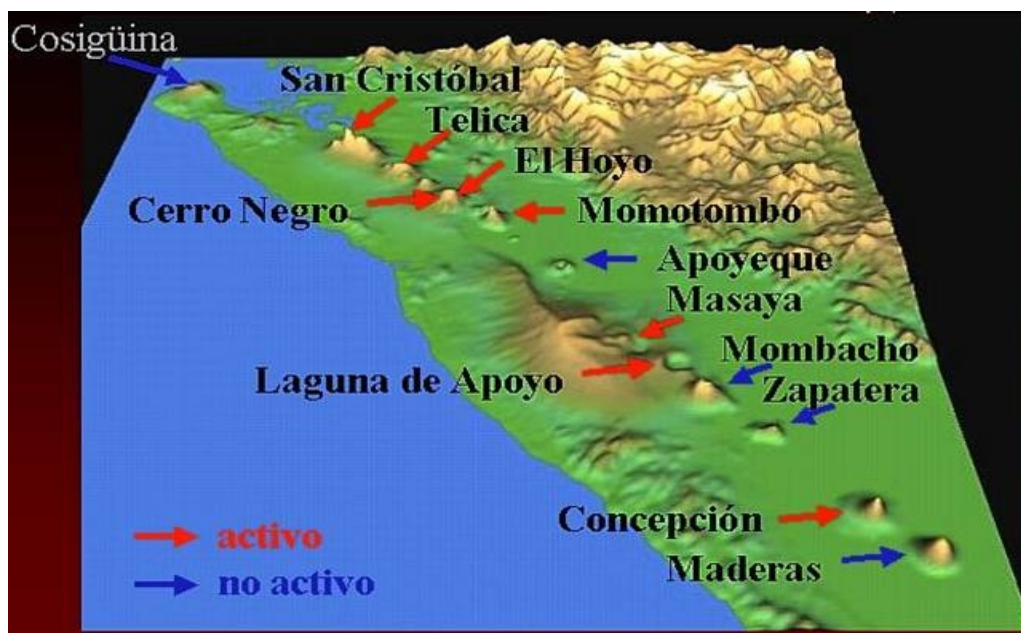 Cosigüina
San Cristóbal
Telica
El Hoyo
Cerro Negro
Momotombo
Apoyeque
Masaya
Mombacho
Laguna de Apoyo
Zapatera
Concepción
activo
Maderas
no activo